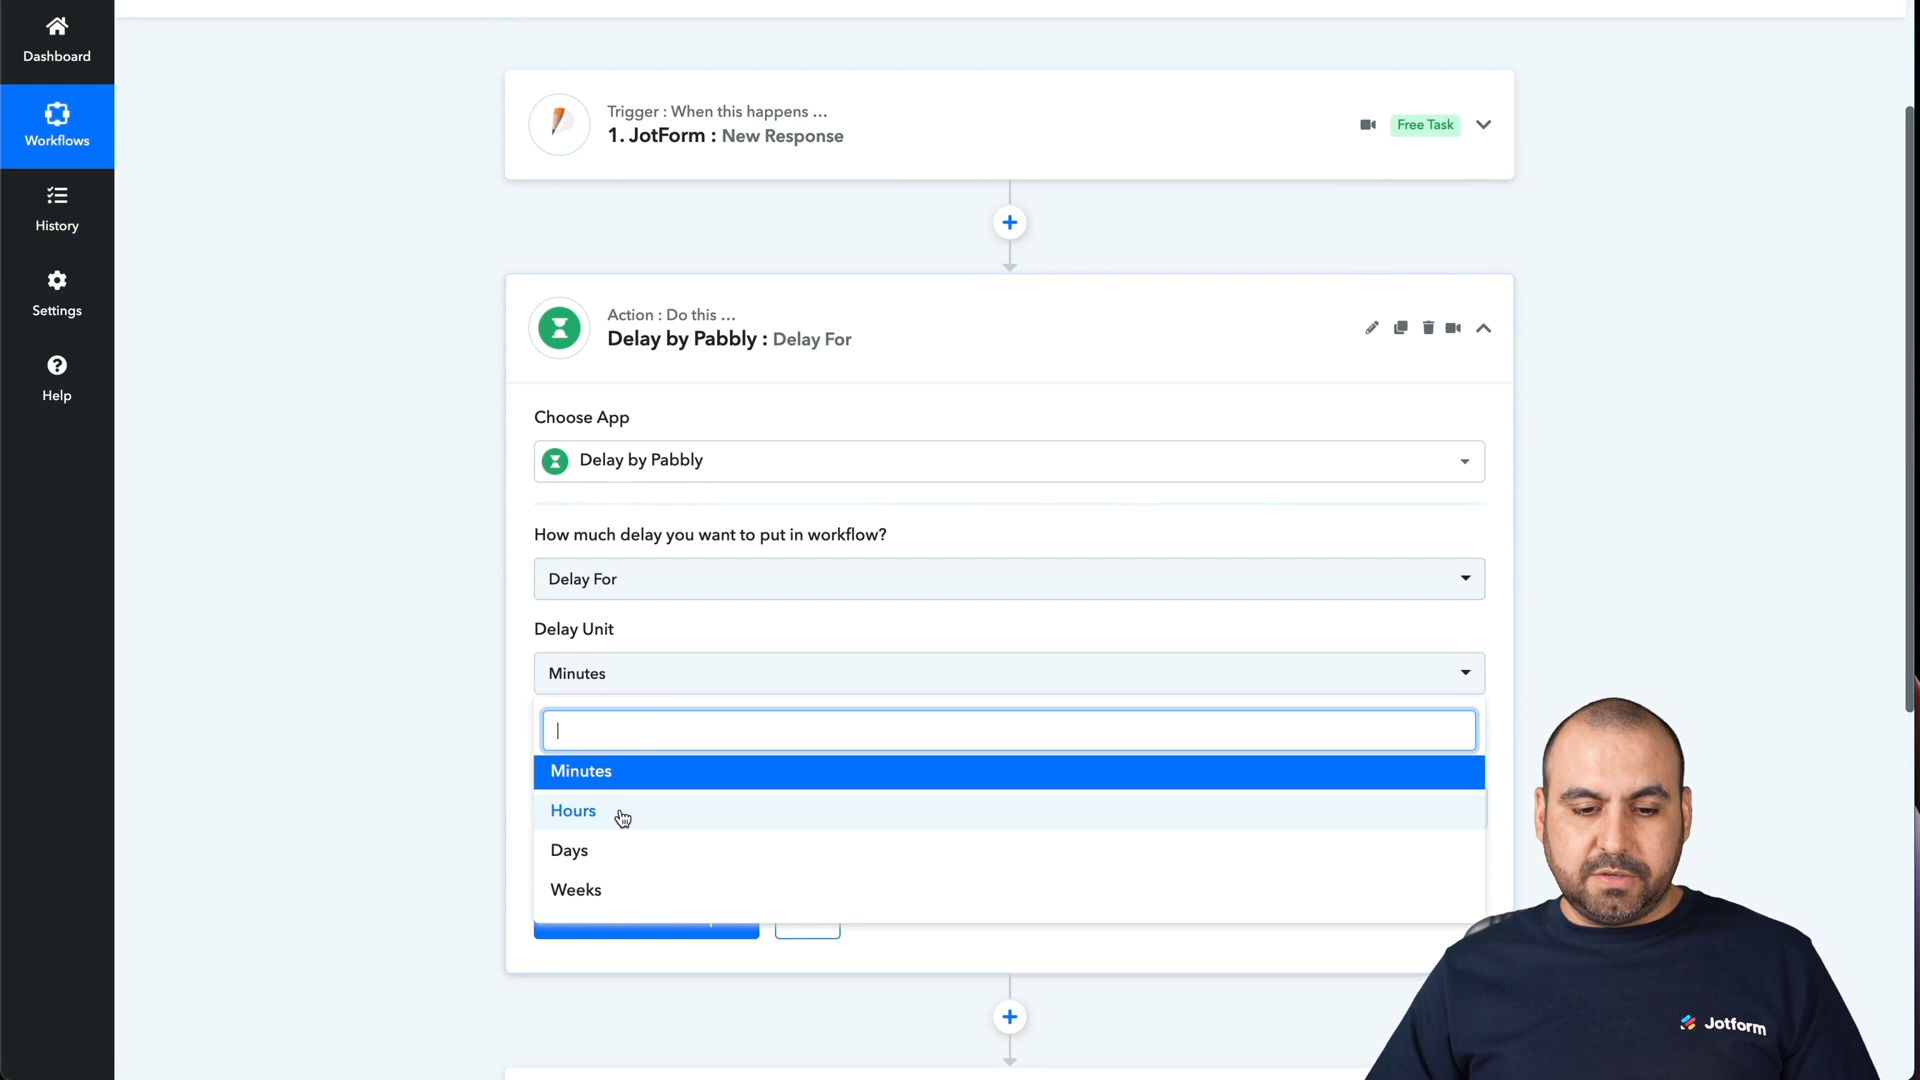 Dashboard
Workflows
History
Settings
Help
Trigger : When this happens ...
1. JotForm : New Response
Free Task
Action : Do this ...
Delay by Pabbly : Delay For
Choose App
Delay by Pabbly
How much delay you want to put in workflow?
Delay For
Delay Unit
Minutes
Minutes
Hours
Days
Weeks
Jotform